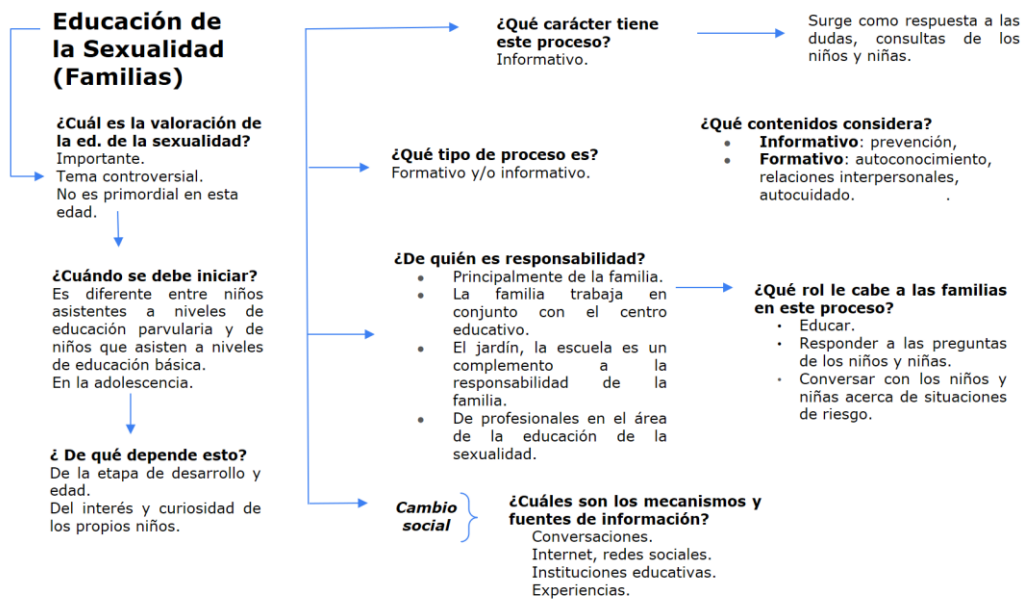 Educación de
la Sexualidad
(Familias)
¿Cuál es la valoración de
la ed. de la sexualidad?
Importante.
Tema controversial.
No es primordial en esta
edad.
¿Cuándo se debe iniciar?
Es diferente entre niños
asistentes a niveles de
educación parvularia y de
niños que asisten a niveles
de educación básica.
En la adolescencia.
¿ De qué depende esto?
De la etapa de desarrollo y
edad.
Del interés y curiosidad de
los propios niños.
¿Qué carácter tiene
este proceso?
Informativo.
Surge como respuesta a las
dudas, consultas de los
niños y niñas.
¿Qué tipo de proceso es?
Formativo y/o informativo.
¿Qué contenidos considera?
• Informativo: prevención,
• Formativo: autoconocimiento,
relaciones interpersonales,
autocuidado. .
¿De quién es responsabilidad?
• Principalmente de la familia.
• La familia trabaja en
conjunto con el centro
educativo.
• El jardín, la escuela es un
complemento a la
responsabilidad de la
familia.
• De profesionales en el área
de la educación de la
sexualidad.
¿Qué rol le cabe a las familias
en este proceso?
• Educar.
• Responder a las preguntas
de los niños y niñas.
• Conversar con los niños y
niñas acerca de situaciones
de riesgo.
Cambio
social
¿Cuáles son los mecanismos y
fuentes de información?
Conversaciones.
Internet, redes sociales.
Instituciones educativas.
Experiencias.